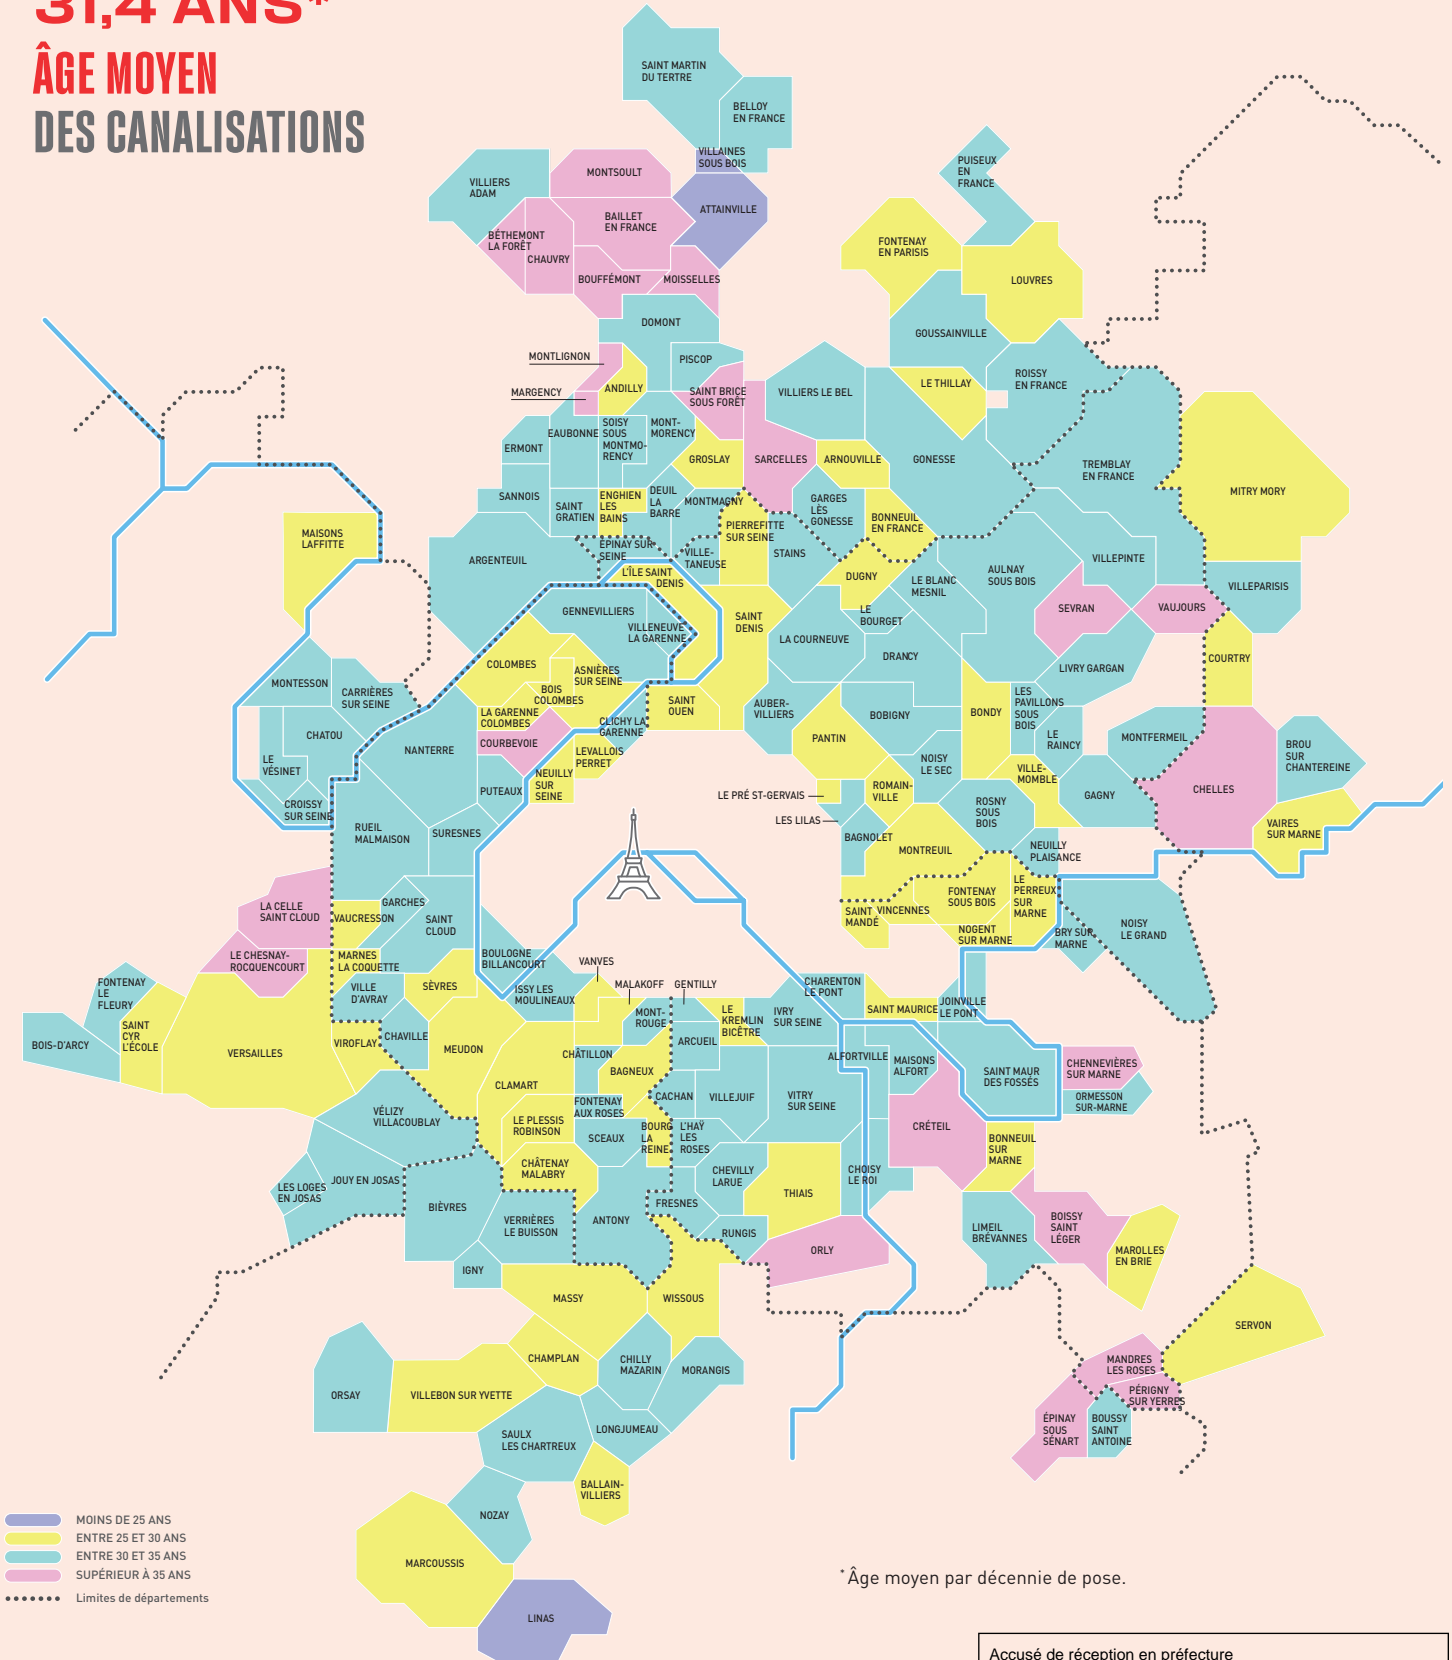 31,4 ANS*
ÂGE MOYEN
DES CANALISATIONS
SAINT MARTIN
DU TERTRE
BELLOY
EN FRANCE
VILLAINES
SOUS BOIS
PUISEUX
EN
FRANCE
VILLIERS
ADAM
MONTSOULT
ATTAINVILLE
BAILLET
EN FRANCE
BÉTHEMONT
LA FORÊT
CHAUVRY
FONTENAY
EN PARISIS
BOUFFÉMONT
MOISSELLES
LOUVRES
DOMONT
GOUSSAINVILLE
MONTLIGNON
PISCOP
ROISSY
EN FRANCE
MARGENCY
ANDILLY
SAINT BRICE
SOUS FORÊT
VILLIERS LE BEL
LE THILLAY
EAUBONNE
SOISY
SOUS
MONTMO-
RENCY
MONT-
MORENCY
ERMONT
GROSLAY
SARCELLES
ARNOUVILLE
GONESSE
TREMBLAY
EN FRANCE
MITRY MORY
SANNOIS
SAINT
GRATIEN
ENGHIEN
LES
BAINS
DEUIL
LA
BARRE
MONTMAGNY
GARGES
LÈS
GONESSE
BONNEUIL
EN FRANCE
MAISONS
LAFFITTE
PIERREFITTE
SUR SEINE
ARGENTEUIL
ÉPINAY SUR
SEINE
VILLE-
TANEUSE
STAINS
L'ÎLE SAINT
DENIS
DUGNY
LE BLANC
MESNIL
AULNAY
SOUS BOIS
VILLEPINTE
VILLEPARISIS
GENNEVILLIERS
VILLENEUVE
LA GARENNE
SAINT
DENIS
LE
BOURGET
SEVRAN
VAUJOURS
LA COURNEUVE
DRANCY
LIVRY GARGAN
COURTRY
COLOMBES
ASNIÈRES
SUR SEINE
BOIS
COLOMBES
MONTESSON
CARRIÈRES
SUR SEINE
LA GARENNE
COLOMBES
CLICHY LA
GARENNE
SAINT
OUEN
AUBER-
VILLIERS
BOBIGNY
BONDY
LES
PAVILLONS
SOUS
BOIS
LE
RAINCY
MONTFERMEIL
BROU
SUR
CHANTEREINE
CHATOU
LE
VÉSINET
NANTERRE
COURBEVOIE
LEVALLOIS
PERRET
PANTIN
NOISY
LE SEC
VILLE-
MOMBLE
CHELLES
CROISSY
SUR SEINE
PUTEAUX
NEUILLY
SUR
SEINE
LE PRÉ ST-GERVAIS
ROMAIN-
VILLE
GAGNY
LES LILAS
ROSNY
SOUS
BOIS
VAIRES
SUR MARNE
RUEIL
MALMAISON
SURESNES
BAGNOLET
MONTREUIL
NEUILLY
PLAISANCE
LA CELLE
SAINT CLOUD
GARCHES
VAUCRESSON
SAINT
CLOUD
FONTENAY
SOUS BOIS
LE
PERREUX
SUR
MARNE
SAINT
MANDÉ
VINCENNES
NOGENT
SUR MARNE
BRY SUR
MARNE
NOISY
LE GRAND
LE CHESNAY-
ROCQUENCOURT
MARNES
LA COQUETTE
BOULOGNE
BILLANCOURT
VANVES
FONTENAY
LE
FLEURY
VILLE
D'AVRAY
SÈVRES
ISSY LES
MOULINEAUX
MALAKOFF
GENTILLY
CHARENTON
LE PONT
SAINT MAURICE
JOINVILLE
LE PONT
SAINT
CYR
L'ÉCOLE
BOIS-D'ARCY
VERSAILLES
VIROFLAY
CHAVILLE
MEUDON
MONT-
ROUGE
LE
KREMLIN
BICÊTRE
IVRY
SUR SEINE
ARCUEIL
CHÂTILLON
BAGNEUX
ALFORTVILLE
MAISONS
ALFORT
SAINT MAUR
DES FOSSÉS
CHENNEVIÈRES
SUR MARNE
CLAMART
ORMESSON
SUR-MARNE
VÉLIZY
VILLACOUBLAY
FONTENAY
AUX ROSES
CACHAN
VILLEJUIF
VITRY
SUR SEINE
LE PLESSIS
ROBINSON
SCEAUX
BOURG
LA
REINE
L'HAŸ
LES
ROSES
CRÉTEIL
BONNEUIL
SUR
MARNE
CHÂTENAY
MALABRY
CHEVILLY
LARUE
CHOISY
LE ROI
LES LOGES
EN JOSAS
JOUY EN JOSAS
BIÈVRES
THIAIS
FRESNES
VERRIÈRES
LE BUISSON
ANTONY
RUNGIS
LIMEIL
BRÉVANNES
BOISSY
SAINT
LÉGER
ORLY
MAROLLES
EN BRIE
IGNY
MASSY
WISSOUS
SERVON
CHAMPLAN
CHILLY
MAZARIN
MORANGIS
MANDRES
LES ROSES
ORSAY
VILLEBON SUR YVETTE
PÉRIGNY
SUR YERRES
ÉPINAY
SOUS
SÉNART
BOUSSY
SAINT
ANTOINE
SAULX
LES CHARTREUX
LONGJUMEAU
BALLAIN-
VILLIERS
NOZAY
MARCOUSSIS
LINAS
MOINS DE 25 ANS
ENTRE 25 ET 30 ANS
ENTRE 30 ET 35 ANS
SUPÉRIEUR À 35 ANS
Limites de départements
*Âge moyen par décennie de pose.
Accusé de réception en préfecture